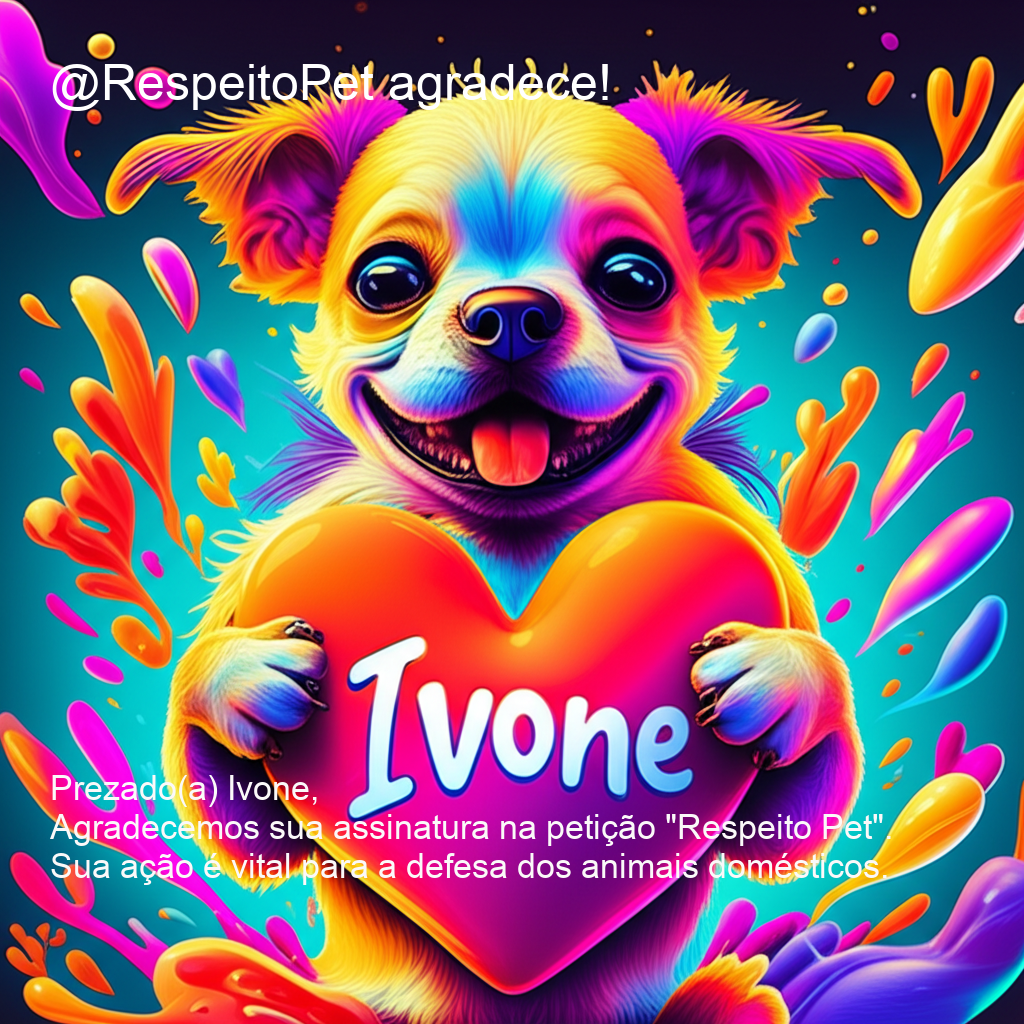 @RespeitoPet agradece!
Ivone
Prezado(a) Ivone,
Agradecemos sua assinatura na petição "Respeito Pet".
Sua ação é vital para a defesa dos animais domésticos.